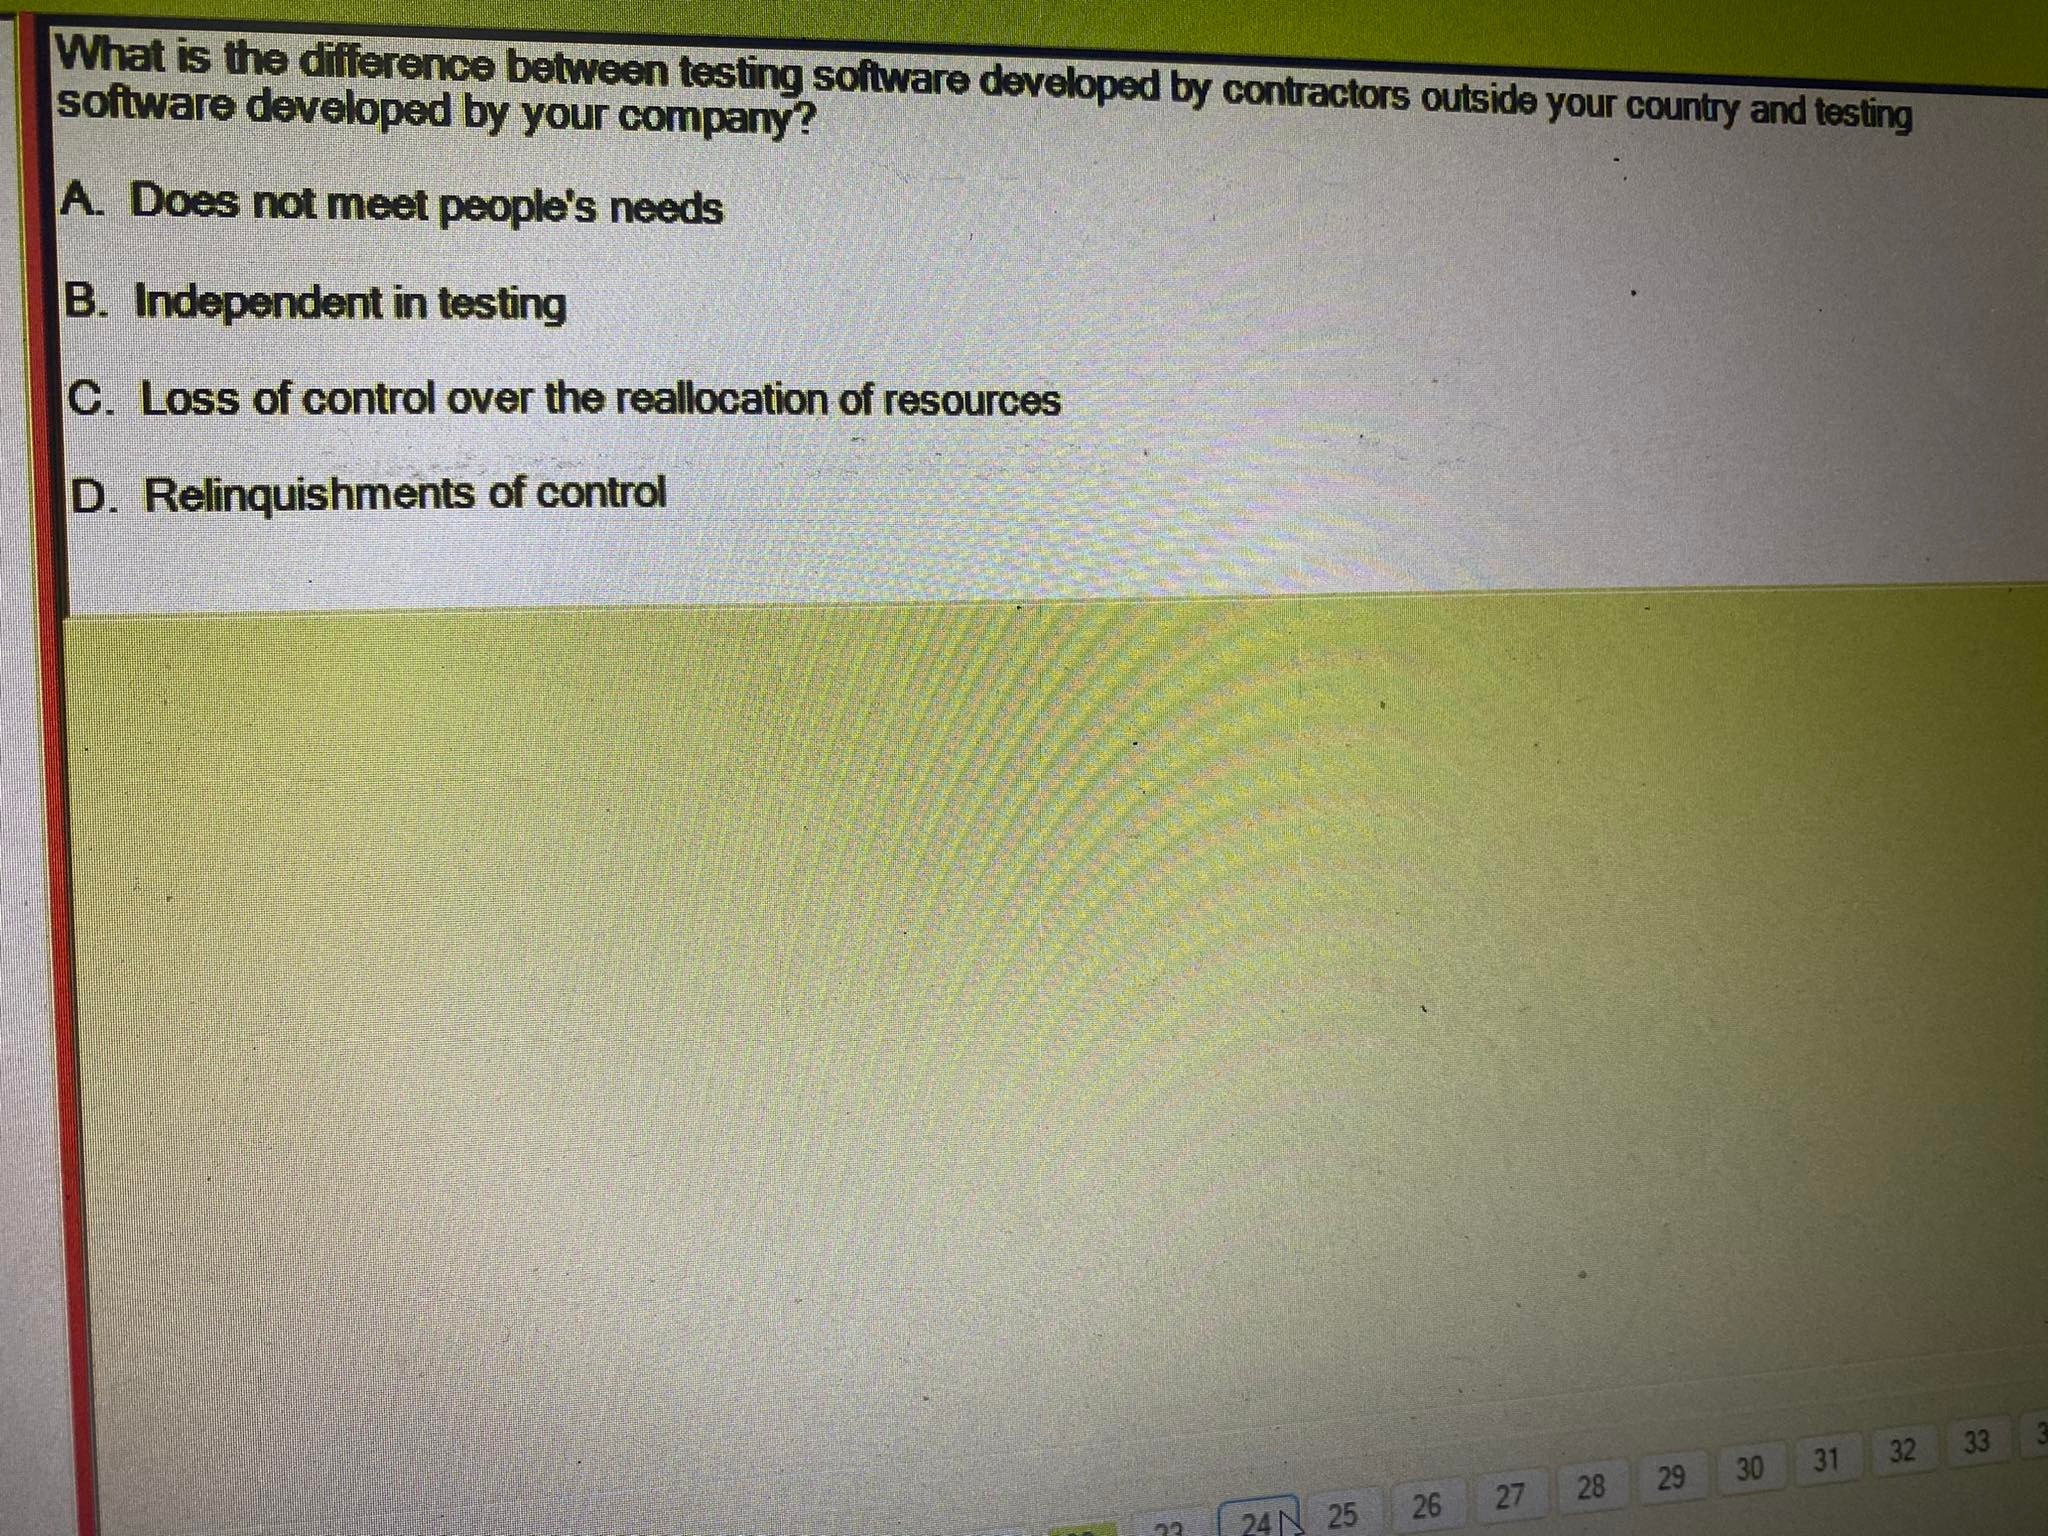 What is the difference between testing software developed by contractors outside your country and testing
software developed by your company?
A. Does not meet people's needs
B. Independent in testing
C. Loss of control over the reallocation of resources
D. Relinquishments of control
23 24 25 26 27 28 29 30 31 32 33